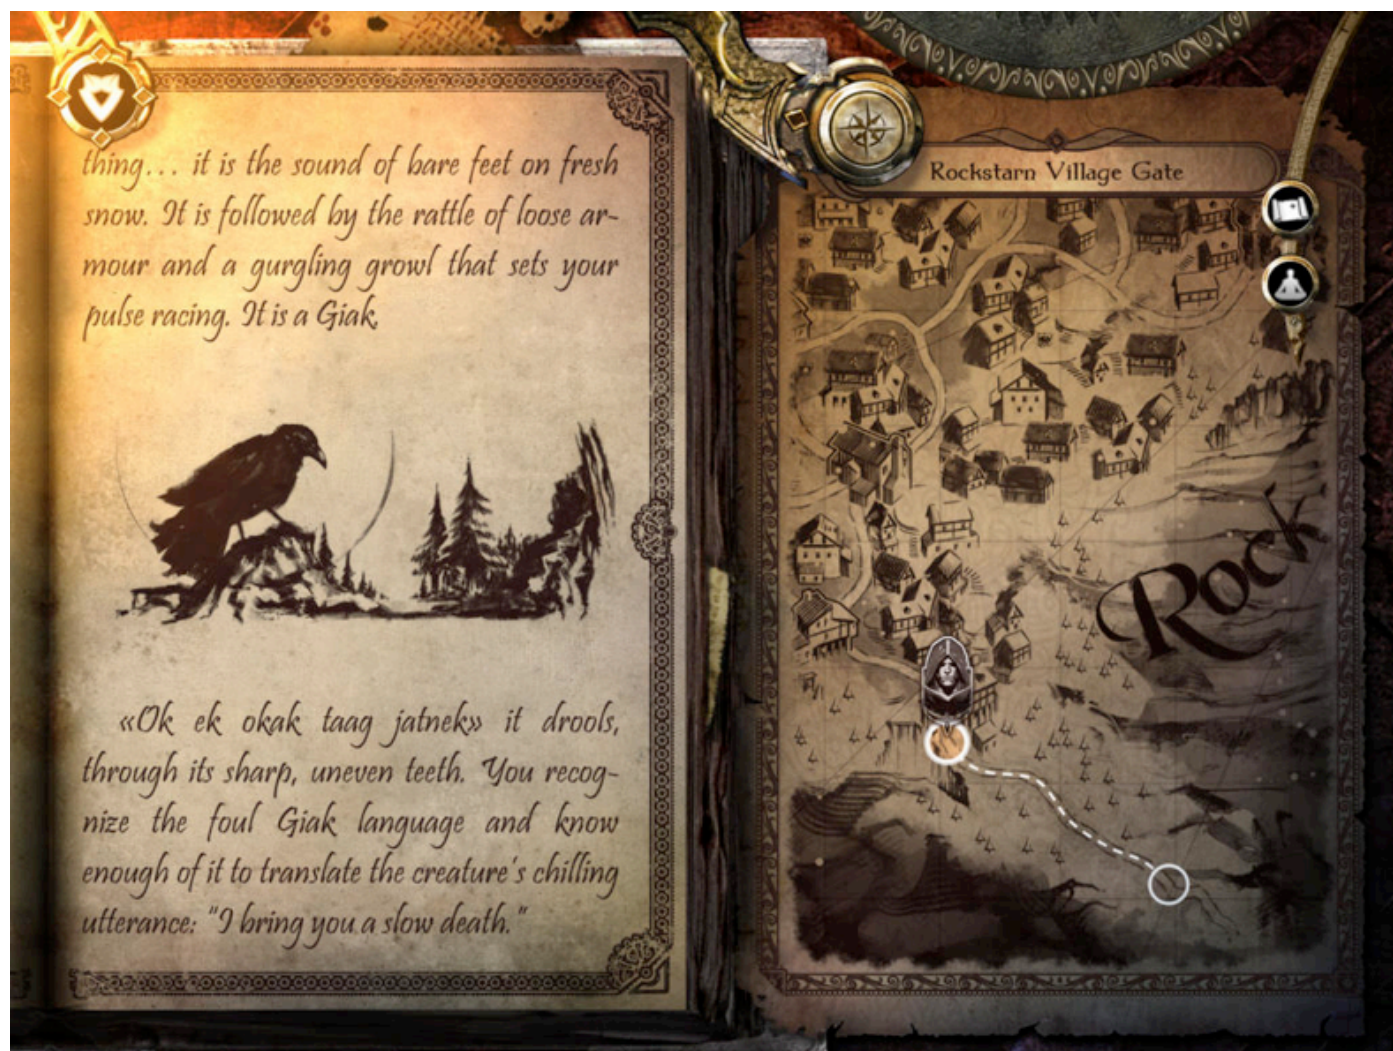 thing... it is the sound of bare feet on fresh
snow. It is followed by the rattle of loose ar-
mour and a gurgling growl that sets your
pulse racing. It is a Giak.
«Ok ek okak taag jatnek» it drools,
through its sharp, uneven teeth. You recog-
nize the foul Giak language and know
enough of it to translate the creature's chilling
utterance: "I bring you a slow death."
Rockstarn Village Gate
Rock